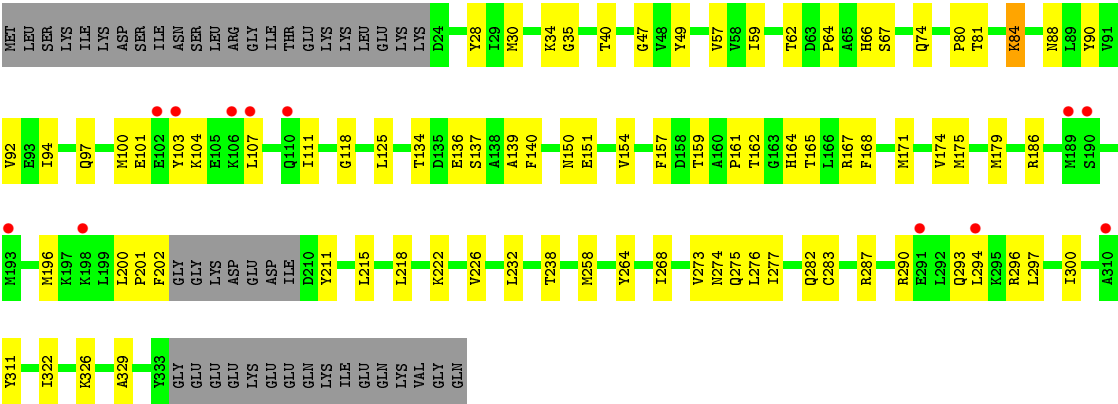 MET LEU SER LYS ILE LYS ASP SER ILE ASN SER LEU ARG GLY ILE THR GLU LYS LYS LEU GLU LYS LYS D24 Y28 I29 M30 K34 G35 T40 G47 V48 Y49 V57 V58 I59 T62 D63 P64 A65 H66 S67 Q74 P80 T81 K84 N88 L89 Y90 V91
V92 E93 I94 Q97 M100 E101 E102 Y103 K104 E105 K106 L107 Q110 I111 G118 L125 T134 D135 E136 S137 A138 A139 F140 N150 E151 V154 F157 D158 T159 A160 P161 T162 G163 H164 T165 L166 R167 F168 M171 V174 M175 M179 R186 M189 S190
M193 M196 K197 K198 L199 L200 P201 F202 GLY GLY LYS ASP GLU ASP ILE D210 Y211 L215 L218 K222 V226 L232 T238 M258 Y264 I268 V273 N274 Q275 L276 I277 Q282 C283 R287 R290 E291 L292 Q293 L294 K295 R296 L297 I300 A310
Y311 I322 K326 A329 Y333 GLY GLU GLU GLU LYS GLU GLU GLN LYS ILE GLU GLN LYS VAL GLY GLN